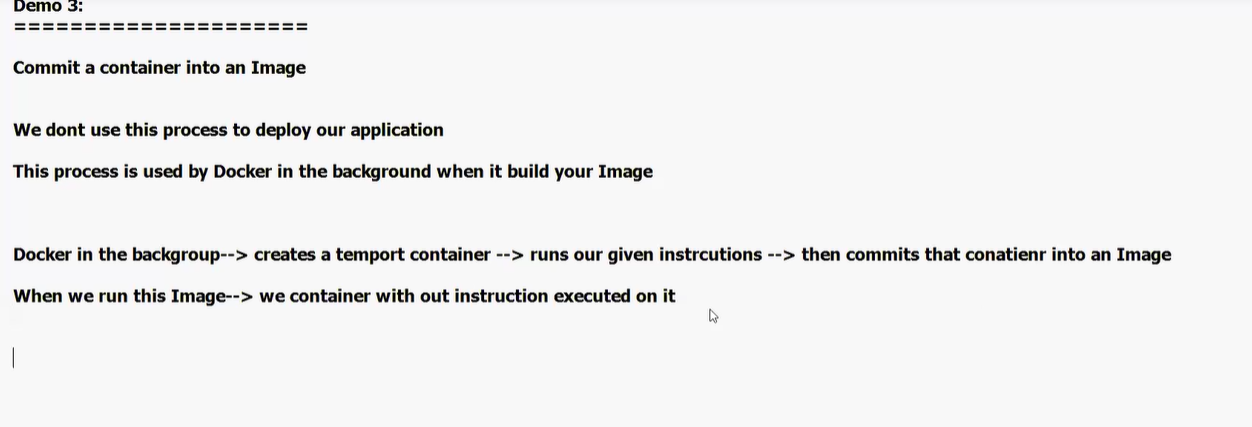 Demo 3:
=====================
Commit a container into an Image
We dont use this process to deploy our application
This process is used by Docker in the background when it build your Image
Docker in the backgroup--> creates a temport container --> runs our given instrcutions --> then commits that conatienr into an Image
When we run this Image--> we container with out instruction executed on it